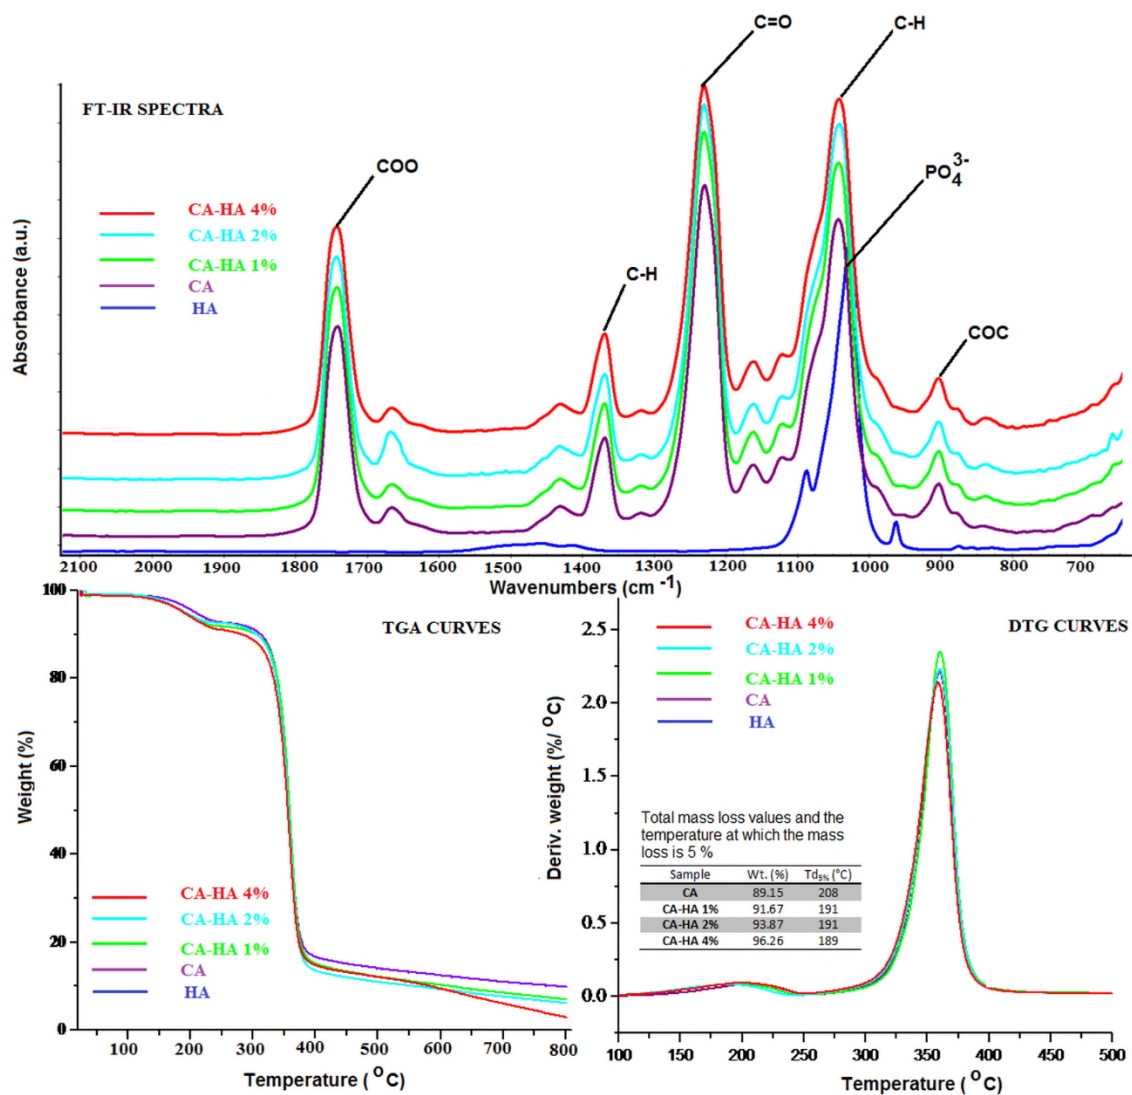 C=O
C-H
FT-IR SPECTRA
COO
PO₄³⁻
CA-HA 4%
CA-HA 2%
CA-HA 1%
CA
HA
C-H
COC
Absorbance (a.u.)
2100 2000 1900 1800 1700 1600 1500 1400 1300 1200 1100 1000 900 800 700
Wavenumbers (cm ⁻¹
TGA CURVES
Weight (%)
100
80
60
40
20
0
CA-HA 4%
CA-HA 2%
CA-HA 1%
CA
HA
100 200 300 400 500 600 700 800
Temperature ( °C)
DTG CURVES
CA-HA 4%
CA-HA 2%
CA-HA 1%
CA
HA
Deriv. weight (%/ °C)
2.5
2.0
1.5
1.0
0.5
0.0
Total mass loss values and the
temperature at which the mass
loss is 5 %
Sample Wt. (%) Td₅% (°C)
CA 89.15 208
CA-HA 1% 91.67 191
CA-HA 2% 93.87 191
CA-HA 4% 96.26 189
100 150 200 250 300 350 400 450 500
Temperature ( °C)